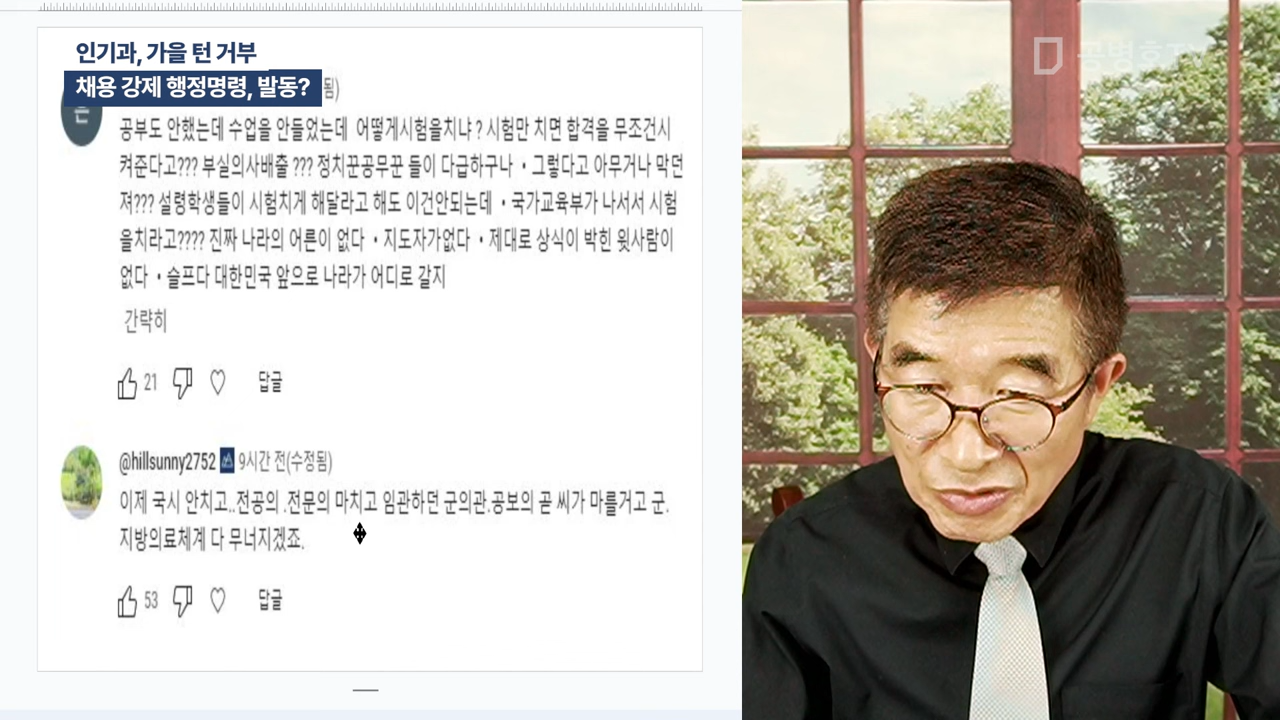 인기과, 가을 턴 거부
채용 강제 행정명령, 발동?
됨)
은
공부도 안했는데 수업을 안들었는데 어떻게시험을치냐 ? 시험만 치면 합격을 무조건시
켜준다고??? 부실의사배출 ??? 정치꾼공무꾼 들이 다급하구나 · 그렇다고 아무거나 막던
져??? 설령학생들이 시험치게 해달라고 해도 이건안되는데 · 국가교육부가 나서서 시험
을치라고???? 진짜 나라의 어른이 없다 · 지도자가없다 · 제대로 상식이 박힌 윗사람이
없다 · 슬프다 대한민국 앞으로 나라가 어디로 갈지
간략히
21 답글
@hillsunny2752 9시간 전(수정됨)
이제 국시 안치고..전공의 .전문의 마치고 임관하던 군의관.공보의 곧 씨가 마를거고 군.
지방의료체계 다 무너지겠죠.
53 답글
공병호TV